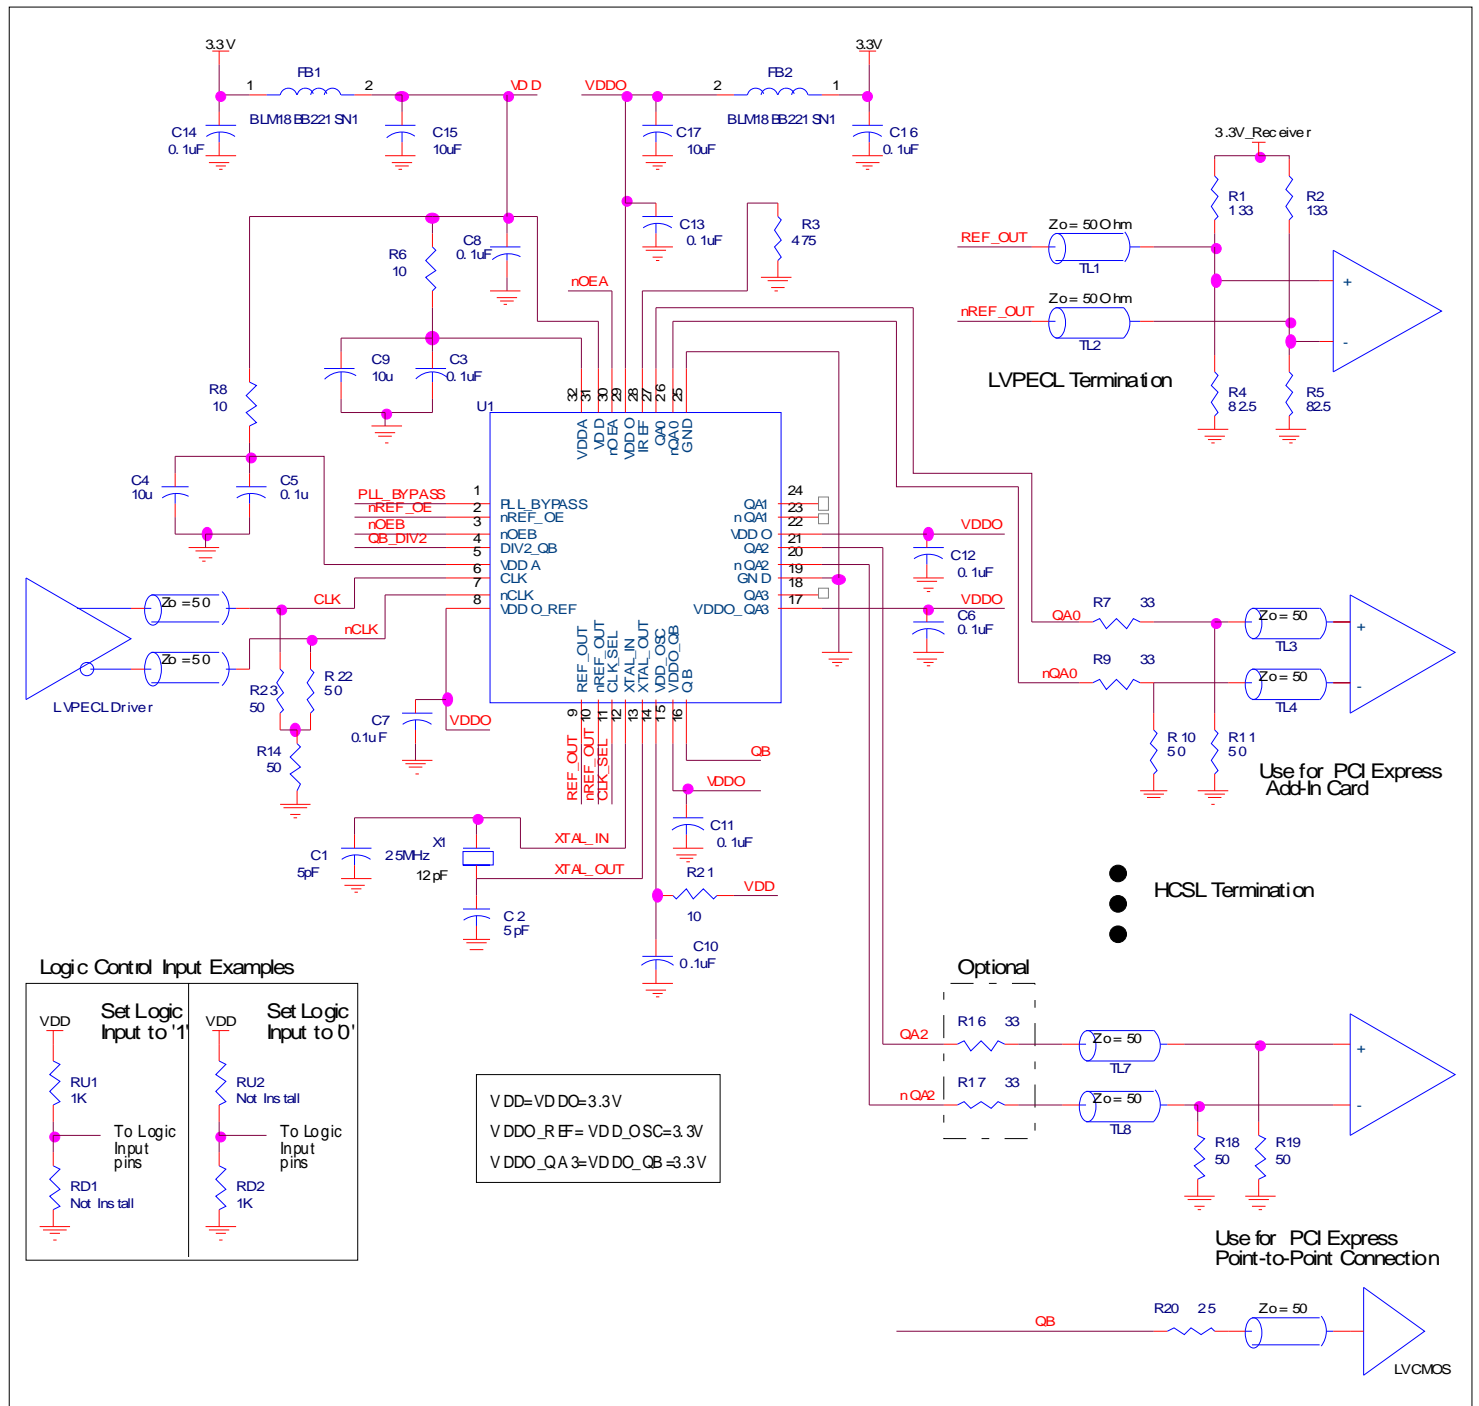 3.3V
FB1
1
2
VDD
BLM18BB221SN1
C14
0.1uF
C15
10uF
3.3V
VDDO
FB2
2
1
BLM18BB221SN1
C17
10uF
C16
0.1uF
C13
0.1uF
R3
475
R6
10
C8
0.1uF
nOEA
C9
10u
C3
0.1uF
R8
10
C4
10u
C5
0.1u
3.3V_Receiver
R1
133
R2
133
REF_OUT
Zo = 50 Ohm
TL1
nREF_OUT
Zo = 50 Ohm
TL2
+
-
LVPECL Termination
R4
82.5
R5
82.5
U1
32
31
30
29
28
27
26
25
VDDA
VDD
nOEA
VDDO
IREF
QA0
nQA0
GND
PLL_BYPASS
nREF_OE
nOEB
QB_DIV2
1
2
3
4
5
6
7
8
PLL_BYPASS
nREF_OE
nOEB
DIV2_QB
VDDA
CLK
nCLK
VDDO_REF
24
23
22
21
20
19
18
17
QA1
nQA1
VDDO
QA2
nQA2
GND
QA3
VDDO_QA3
REF_OUT
nREF_OUT
CLK_SEL
XTAL_IN
XTAL_OUT
VDD_OSC
VDDO_QB
QB
9
10
11
12
13
14
15
16
REF_OUT
nREF_OUT
CLK_SEL
VDDO
C12
0.1uF
VDDO
C6
0.1uF
Zo = 50
CLK
Zo = 50
nCLK
LVPECL Driver
R23
50
R22
50
R14
50
C7
0.1uF
VDDO
QB
VDDO
C11
0.1uF
XTAL_IN
XTAL_OUT
C1
5pF
25MHz
X1
12pF
C2
5pF
R21
10
VDD
C10
0.1uF
QA0
R7 33
Zo = 50
TL3
nQA0
R9 33
Zo = 50
TL4
+
-
R10
50
R11
50
Use for PCI Express
Add-In Card
HCSL Termination
Optional
QA2
R16 33
Zo = 50
TL7
nQA2
R17 33
Zo = 50
TL8
+
-
R18
50
R19
50
Use for PCI Express
Point-to-Point Connection
QB
R20 25
Zo = 50
LVCMOS
Logic Control Input Examples
Set Logic
Input to '1'
VDD
RU1
1K
To Logic
Input
pins
RD1
Not Install
Set Logic
Input to '0'
VDD
RU2
Not Install
To Logic
Input
pins
RD2
1K
VDD=VDDO=3.3V
VDDO_REF=VDD_OSC=3.3V
VDDO_QA3=VDDO_QB=3.3V